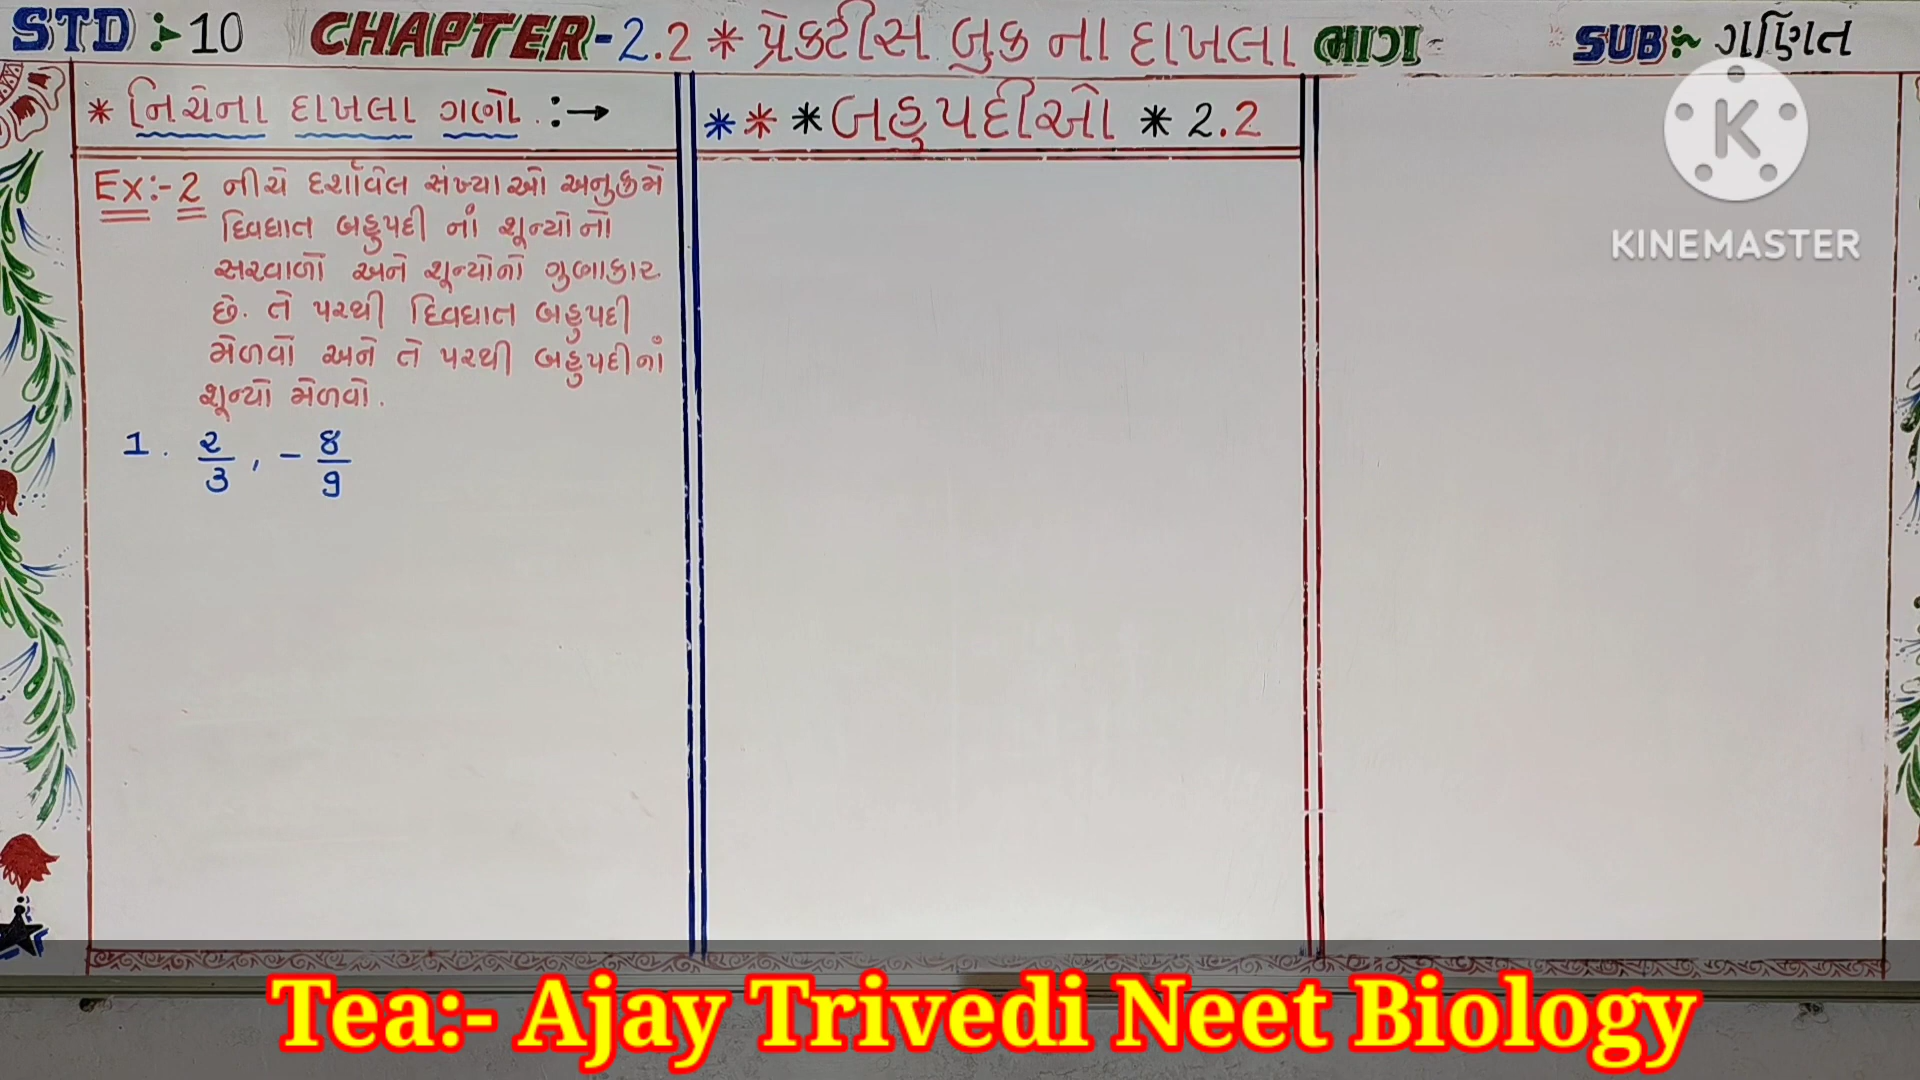 STD :- 10 CHAPTER-2.2 * પ્રેક્ટીસ બુક ના દાખલા ભાગ- SUB:~ ગણિત
* નિચેના દાખલા ગણો :→
* * * બહુપદીઓ * 2.2
Ex:-2 નીચે દર્શાવેલ સંખ્યાઓ અનુક્રમે
દ્વિઘાત બહુપદી નાં શૂન્યોનો
સરવાળો અને શૂન્યોનો ગુણાકાર
છે. તે પરથી દ્વિઘાત બહુપદી
મેળવો અને તે પરથી બહુપદીનાં
શૂન્યો મેળવો.
1. 2/3, - 8/9
K
KINEMASTER
Tea:- Ajay Trivedi Neet Biology